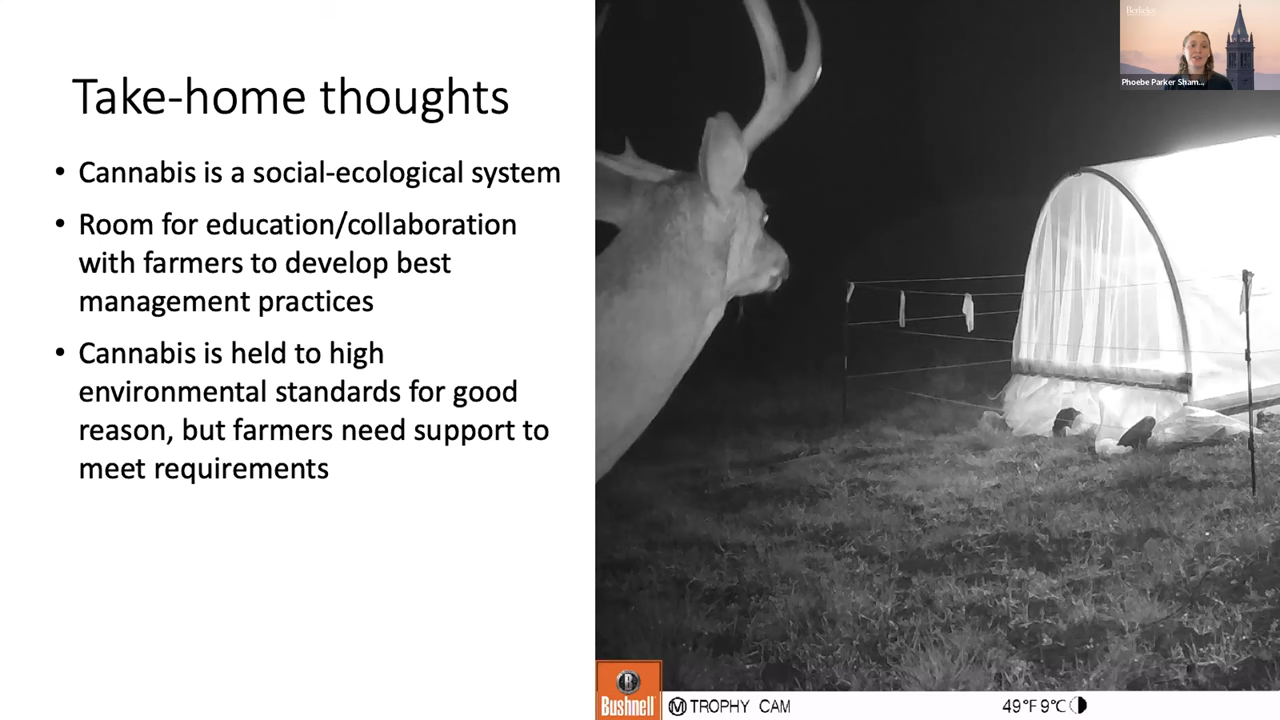 Take-home thoughts
• Cannabis is a social-ecological system
• Room for education/collaboration
with farmers to develop best
management practices
• Cannabis is held to high
environmental standards for good
reason, but farmers need support to
meet requirements
Berkeley
Phoebe Parker Sham...
B
Bushnell
M TROPHY CAM
49°F 9°C